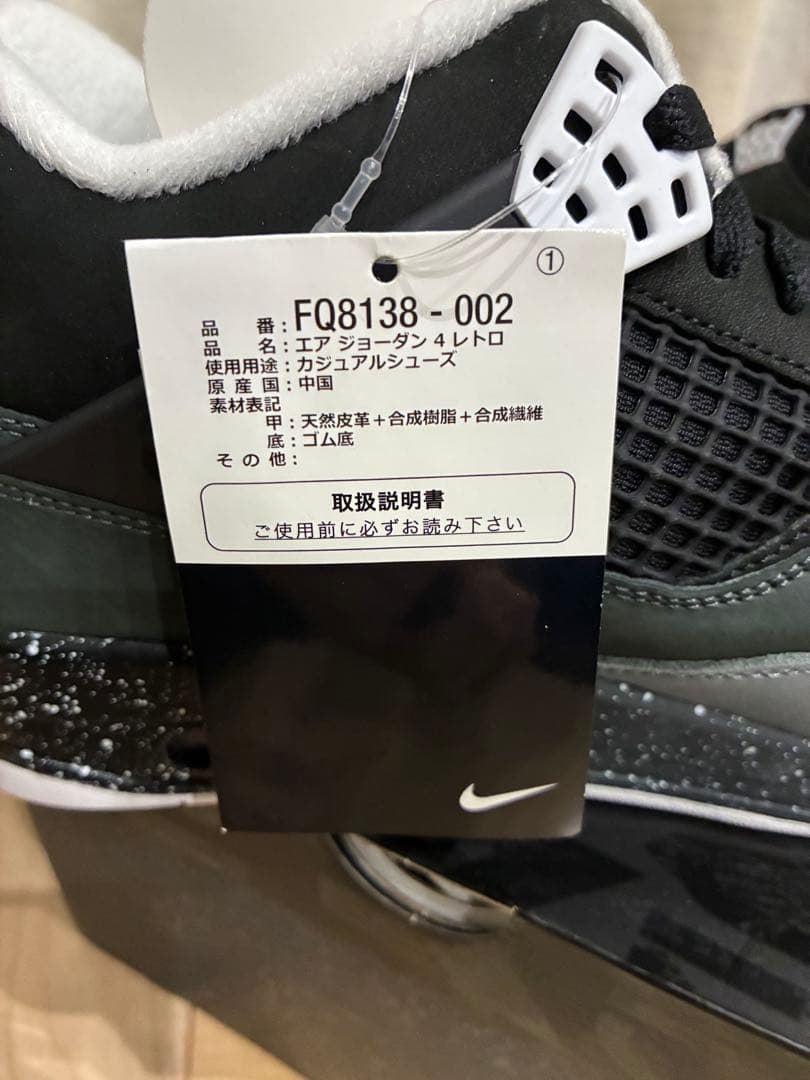 ①
品 番：FQ8138 - 002
品 名：エア ジョーダン 4 レトロ
使用用途：カジュアルシューズ
原 産 国：中国
素材表記
甲：天然皮革＋合成樹脂＋合成繊維
底：ゴム底
そ の 他：
取扱説明書
ご使用前に必ずお読み下さい